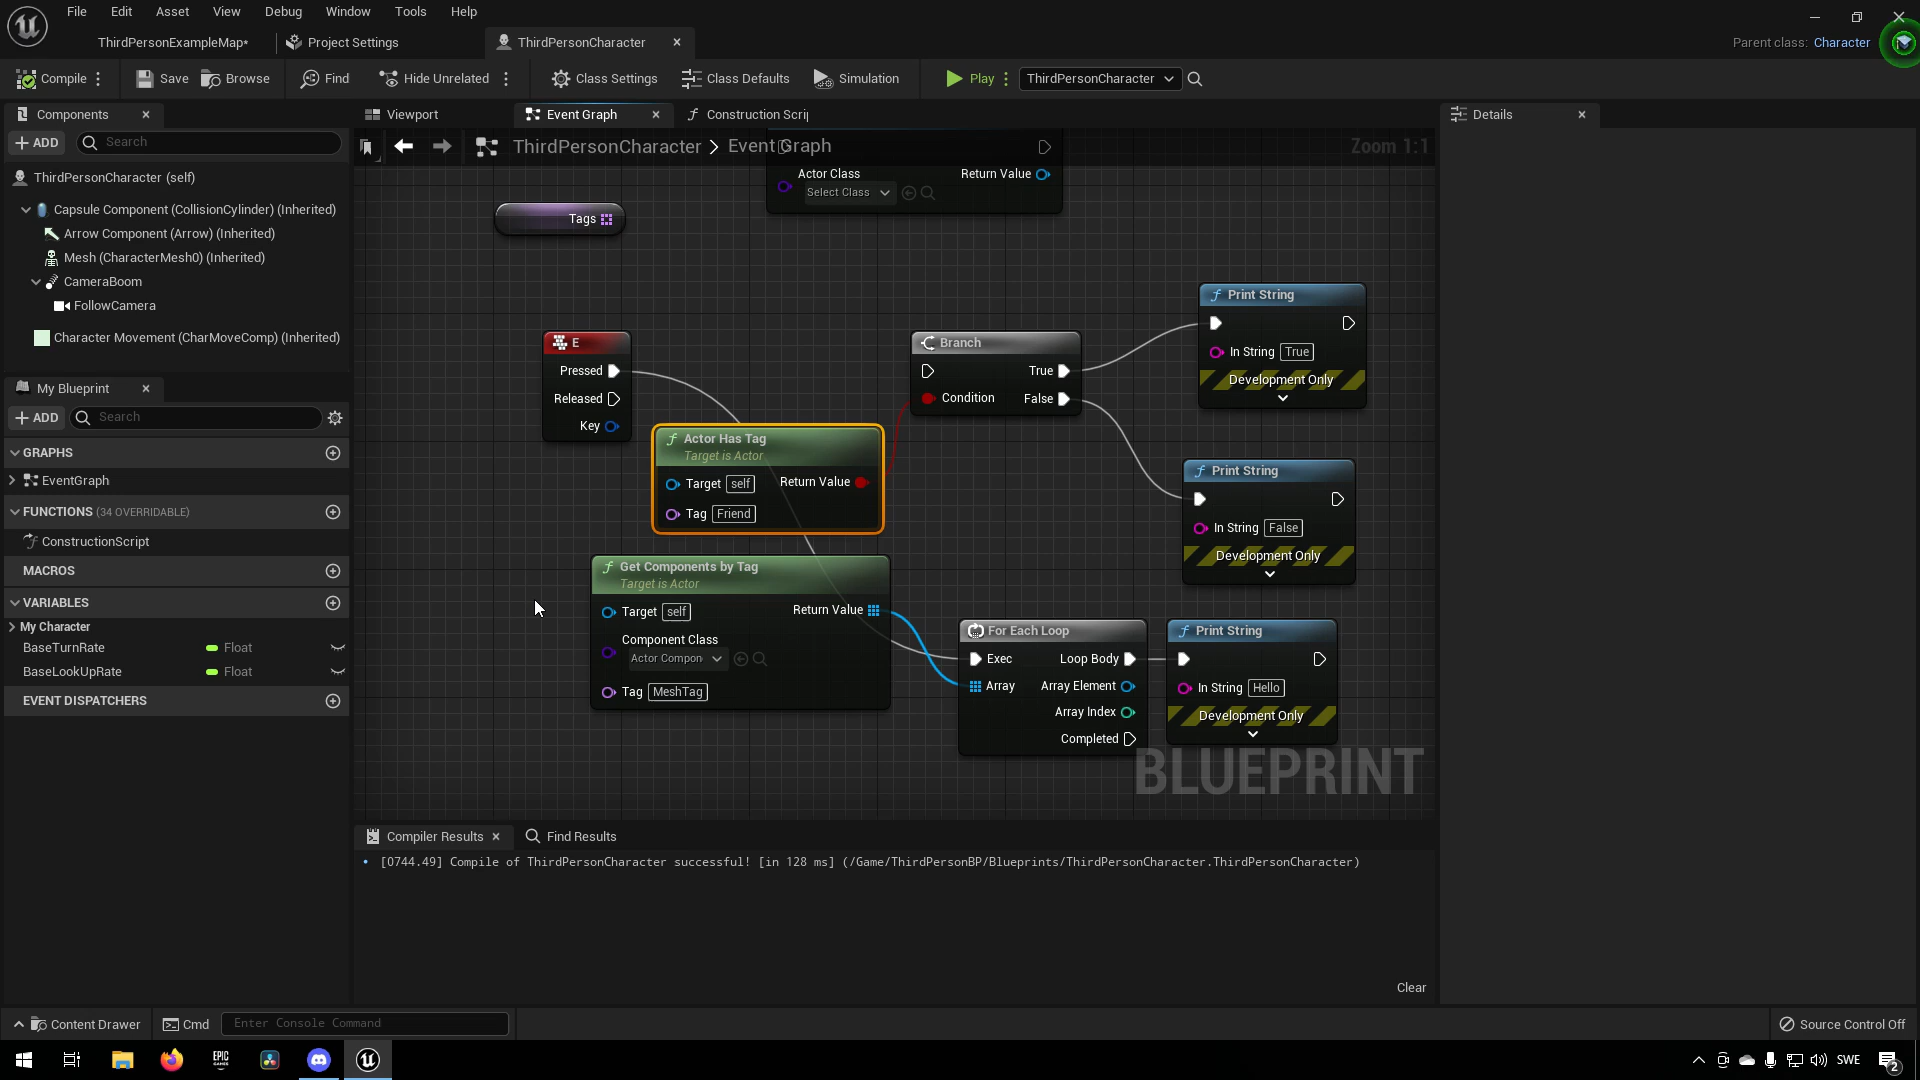 File Edit Asset View Debug Window Tools Help
ThirdPersonExampleMap* Project Settings ThirdPersonCharacter Parent class: Character
Compile Save Browse Find Hide Unrelated Class Settings Class Defaults Simulation Play ThirdPersonCharacter
Components
ADD Search
ThirdPersonCharacter (self)
Capsule Component (CollisionCylinder) (Inherited)
Arrow Component (Arrow) (Inherited)
Mesh (CharacterMesh0) (Inherited)
CameraBoom
FollowCamera
Character Movement (CharMoveComp) (Inherited)
My Blueprint
ADD Search
GRAPHS
EventGraph
FUNCTIONS (34 OVERRIDABLE)
ConstructionScript
MACROS
VARIABLES
My Character
BaseTurnRate Float
BaseLookUpRate Float
EVENT DISPATCHERS
Viewport Event Graph Construction Scrip
ThirdPersonCharacter > Event Graph Zoom 1:1
Actor Class Return Value
Select Class
Tags
E
Pressed
Released
Key
Actor Has Tag
Target is Actor
Target self Return Value
Tag Friend
Branch
True
Condition False
Print String
In String True
Development Only
Print String
In String False
Development Only
Get Components by Tag
Target is Actor
Target self Return Value
Component Class
Actor Compon
Tag MeshTag
For Each Loop
Exec Loop Body
Array Array Element
Array Index
Completed
Print String
In String Hello
Development Only
BLUEPRINT
Compiler Results Find Results
[0744.49] Compile of ThirdPersonCharacter successful! [in 128 ms] (/Game/ThirdPersonBP/Blueprints/ThirdPersonCharacter.ThirdPersonCharacter)
Clear
Details
Content Drawer Cmd Enter Console Command Source Control Off
EPIC GAMES
SWE
2